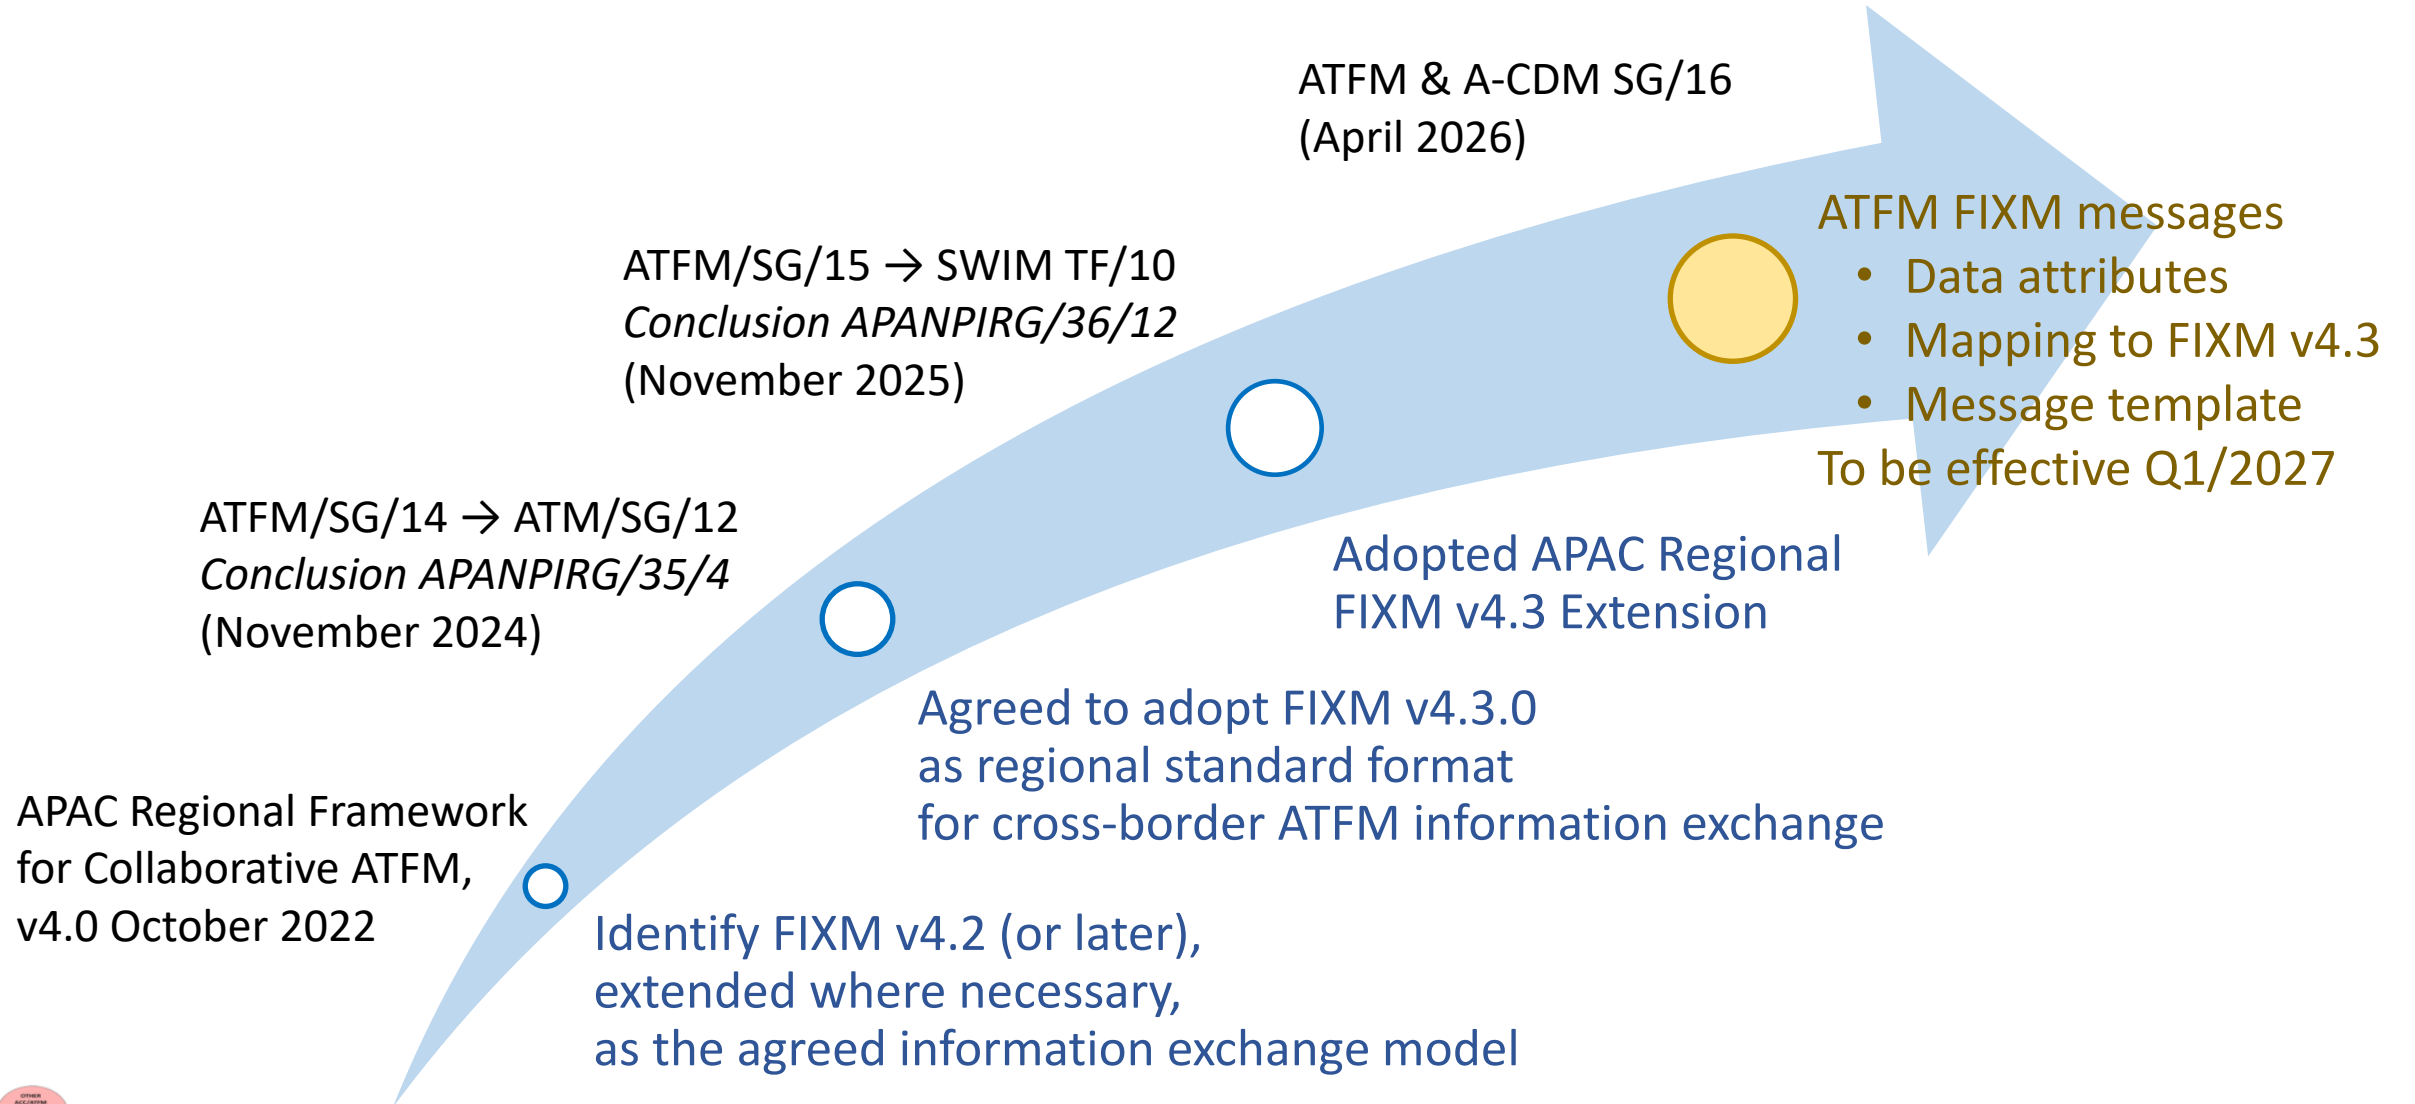 ATFM & A-CDM SG/16
(April 2026)
ATFM FIXM messages
• Data attributes
• Mapping to FIXM v4.3
• Message template
To be effective Q1/2027
ATFM/SG/15 → SWIM TF/10
Conclusion APANPIRG/36/12
(November 2025)
Adopted APAC Regional
FIXM v4.3 Extension
ATFM/SG/14 → ATM/SG/12
Conclusion APANPIRG/35/4
(November 2024)
Agreed to adopt FIXM v4.3.0
as regional standard format
for cross-border ATFM information exchange
APAC Regional Framework
for Collaborative ATFM,
v4.0 October 2022
Identify FIXM v4.2 (or later),
extended where necessary,
as the agreed information exchange model
OTHER